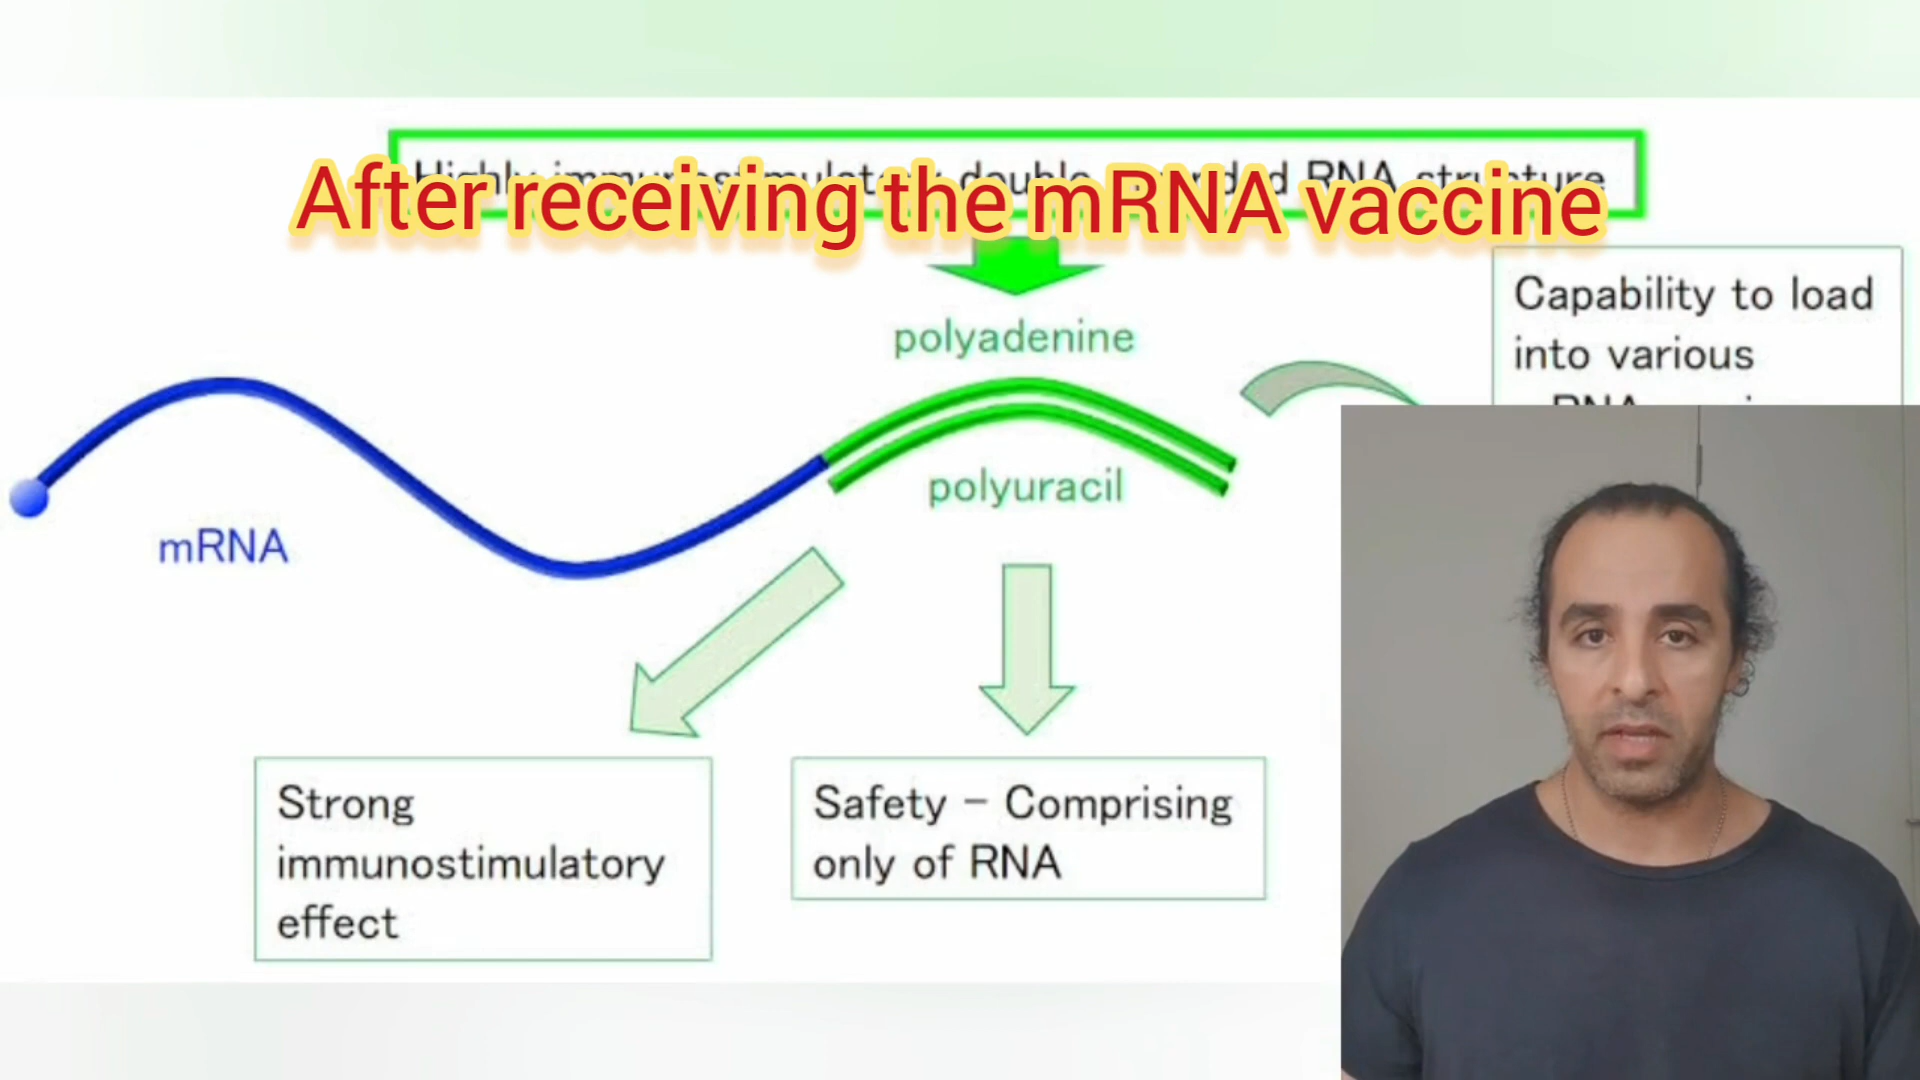 After receiving the mRNA vaccine
RNA
Capability to load
into various
polyadenine
polyuracil
mRNA
Strong
immunostimulatory
effect
Safety – Comprising
only of RNA